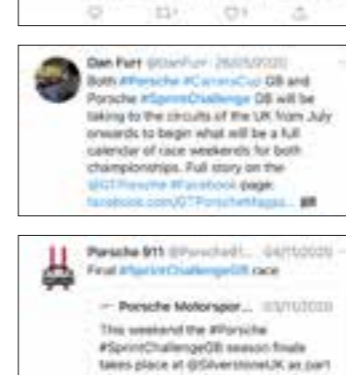 Dan Furr @DanFurr · 26/05/2020
Both #Porsche #CarreraCup GB and
Porsche #SprintChallenge GB will be
taking to the circuits of the UK from July
onwards to begin what will be a full
calendar of race weekends for both
championships. Full story on the
@GTPorsche #Facebook page:
facebook.com/GTPorscheMagaz...
Porsche 911 04/11/2020
Final #SprintChallengeGB race
Porsche Motorspor... 03/11/2020
This weekend the #Porsche
#SprintChallengeGB season finale
takes place at @SilverstoneUK as part